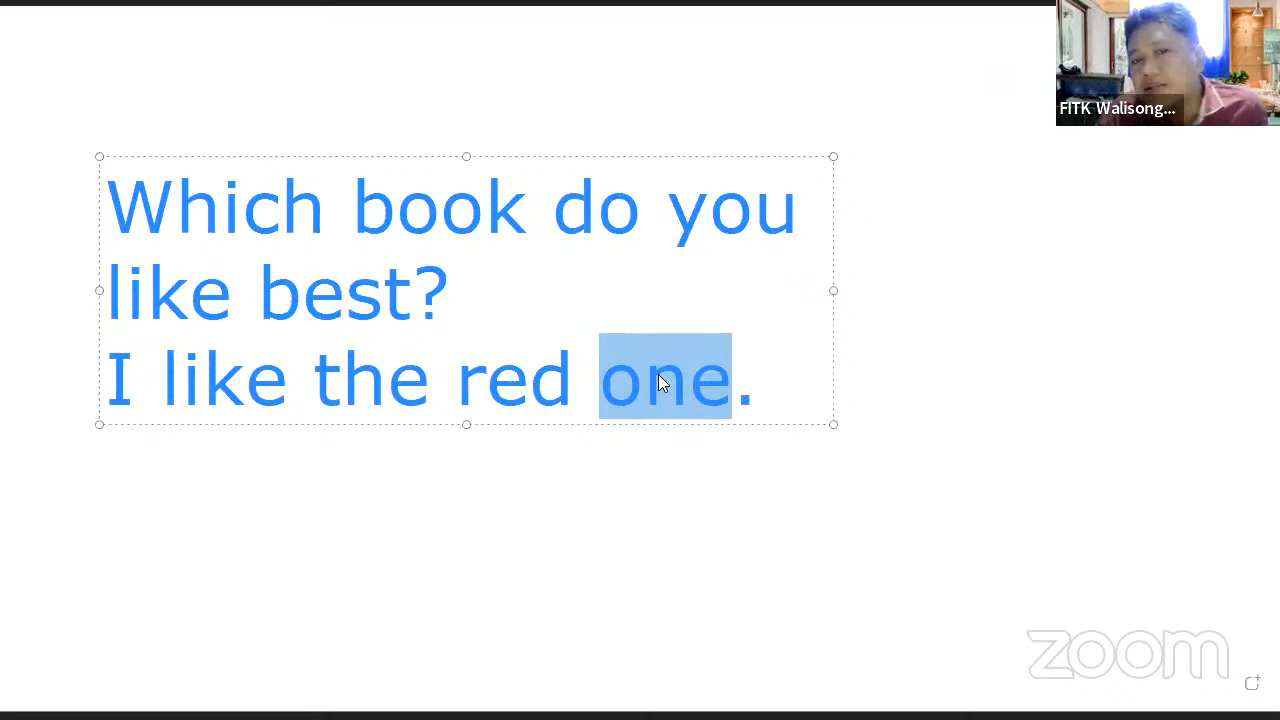 FITK Walisong...
Which book do you
like best?
I like the red one.
zoom